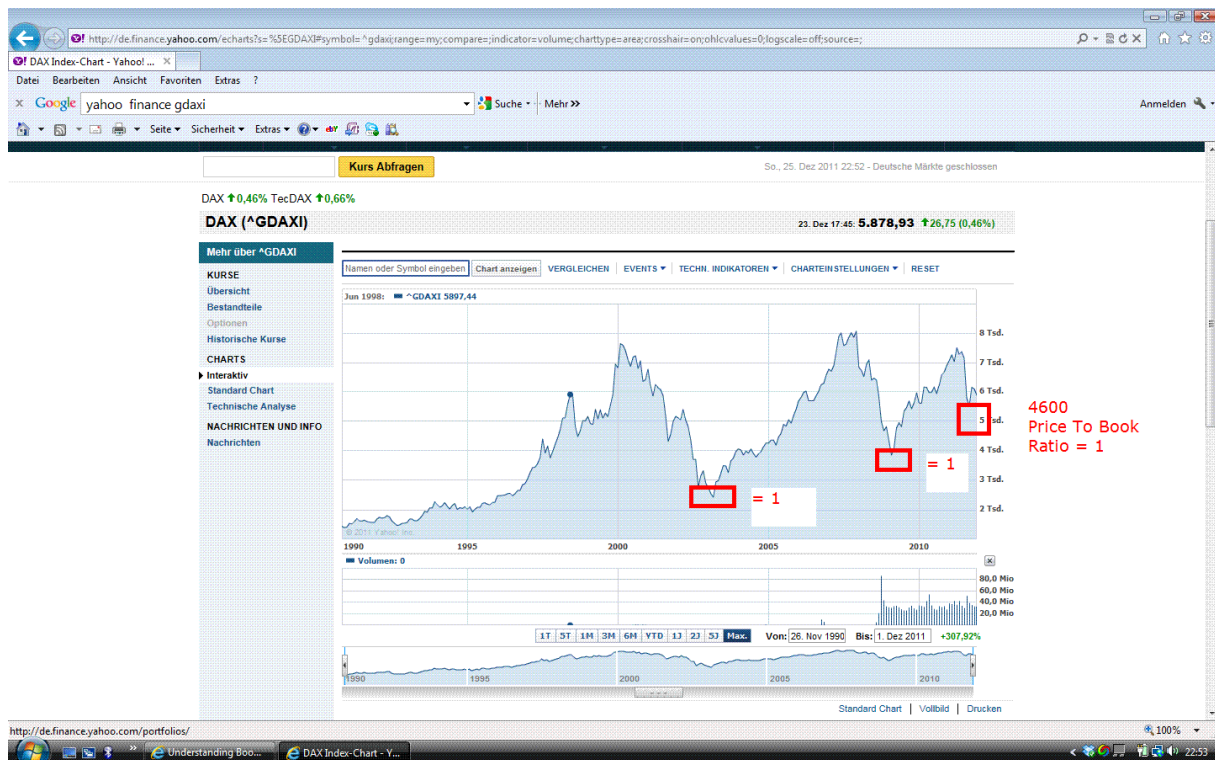 http://de.finance.yahoo.com/echarts?s=%5EGDAXI#symbol=^gdaxi;range=my;compare=;indicator=volume;charttype=area;crosshair=on;ohlcvalues=0;logscale=off;source=;
DAX Index-Chart - Yahoo! ...
Datei Bearbeiten Ansicht Favoriten Extras ?
x Google yahoo finance gdaxi Suche Mehr >> Anmelden
Seite Sicherheit Extras
Kurs Abfragen So., 25. Dez 2011 22:52 - Deutsche Märkte geschlossen
DAX 0,46% TecDAX 0,66%
DAX (^GDAXI) 23. Dez 17:45: 5.878,93 26,75 (0,46%)
Mehr über ^GDAXI
KURSE
Übersicht
Bestandteile
Optionen
Historische Kurse
CHARTS
Interaktiv
Standard Chart
Technische Analyse
NACHRICHTEN UND INFO
Nachrichten
Namen oder Symbol eingeben Chart anzeigen VERGLEICHEN EVENTS TECHN. INDIKATOREN CHARTEINSTELLUNGEN RESET
Jun 1998: ^GDAXI 5897,44
8 Tsd.
7 Tsd.
6 Tsd.
5 Tsd.
4 Tsd.
3 Tsd.
2 Tsd.
4600
Price To Book
Ratio = 1
= 1
= 1
© 2011 Yahoo! Inc.
1990 1995 2000 2005 2010
Volumen: 0
80,0 Mio
60,0 Mio
40,0 Mio
20,0 Mio
1T 5T 1M 3M 6M YTD 1J 2J 5J Max. Von: 26. Nov 1990 Bis: 1. Dez 2011 +307,92%
1990 1995 2000 2005 2010
Standard Chart | Vollbild | Drucken
http://de.finance.yahoo.com/portfolios/ 100%
Understanding Boo... DAX Index-Chart - Y... 22:53